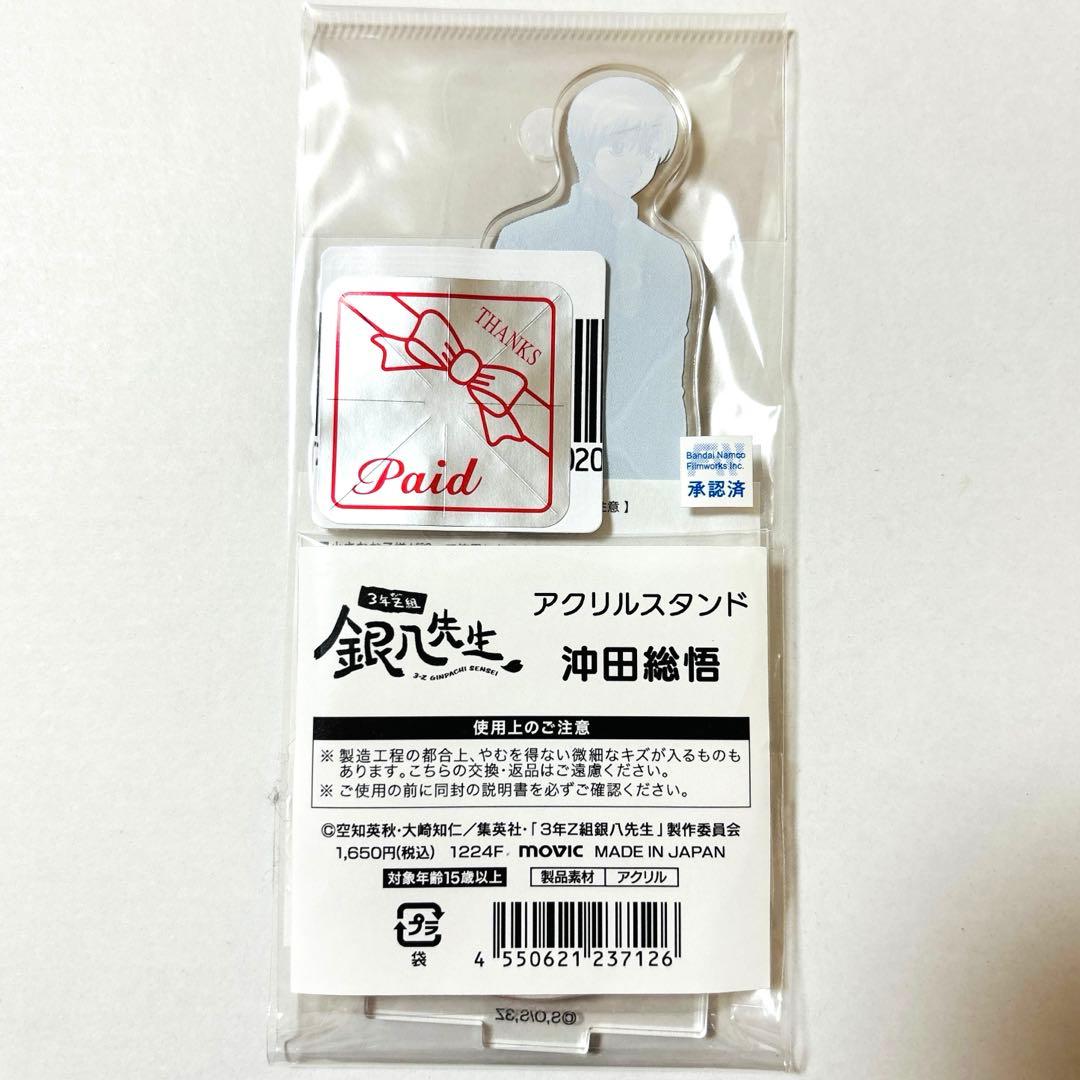 THANKS
Paid
020
Bandai Namco
Filmworks Inc.
承認済
注意】
3年Z組
銀八先生
3-Z GINPACHI SENSEI
アクリルスタンド
沖田総悟
使用上のご注意
※ 製造工程の都合上、やむを得ない微細なキズが入るものも
あります。こちらの交換・返品はご遠慮ください。
※ ご使用の前に同封の説明書を必ずご確認ください。
©空知英秋・大崎知仁／集英社・「3年Z組銀八先生」製作委員会
1,650円(税込) 1224F movic MADE IN JAPAN
対象年齢15歳以上 製品素材 アクリル
プラ
袋
4 550621 237126
©S,O/S,3Z